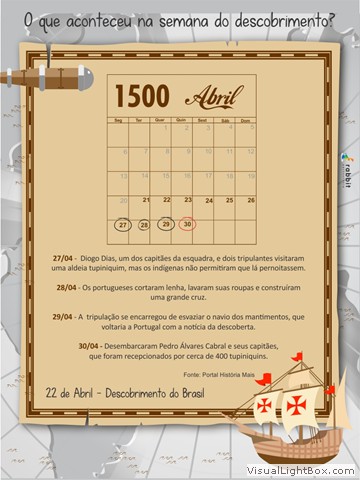 O que aconteceu na semana do descobrimento?
1500 Abril
Seg Ter Qua Quin Sext Sáb Dom
1 2 3 4 5
6 7 8 9 10 11 12
13 14 15 16 17 18 19
20 21 22 23 24 25 26
27 28 29 30
rabbit
27/04 - Diogo Dias, um dos capitães da esquadra, e dois tripulantes visitaram
uma aldeia tupiniquim, mas os indígenas não permitiram que lá pernoitassem.
28/04 - Os portugueses cortaram lenha, lavaram suas roupas e construíram
uma grande cruz.
29/04 - A tripulação se encarregou de esvaziar o navio dos mantimentos, que
voltaria a Portugal com a notícia da descoberta.
30/04 - Desembarcaram Pedro Álvares Cabral e seus capitães,
que foram recepcionados por cerca de 400 tupiniquins.
Fonte: Portal História Mais
22 de Abril - Descobrimento do Brasil
VisualLightBox.com